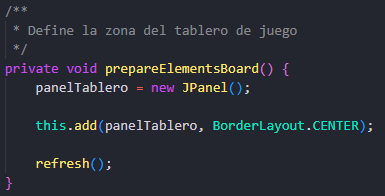 /**
 * Define la zona del tablero de juego
 */
private void prepareElementsBoard() {
    panelTablero = new JPanel();
    this.add(panelTablero, BorderLayout.CENTER);
    refresh();
}